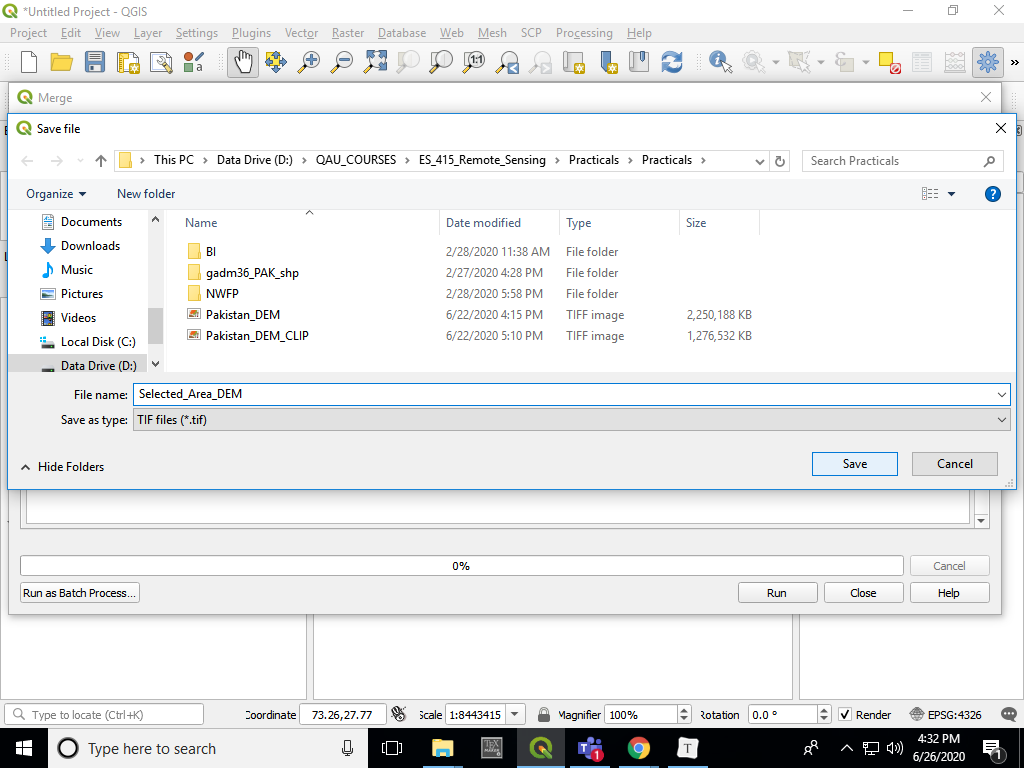 *Untitled Project - QGIS
Project Edit View Layer Settings Plugins Vector Raster Database Web Mesh SCP Processing Help
Merge
Save file
This PC > Data Drive (D:) > QAU_COURSES > ES_415_Remote_Sensing > Practicals > Practicals >
Search Practicals
Organize New folder
Documents
Downloads
Music
Pictures
Videos
Local Disk (C:)
Data Drive (D:)
Name Date modified Type Size
BI 2/28/2020 11:38 AM File folder
gadm36_PAK_shp 2/27/2020 4:28 PM File folder
NWFP 2/28/2020 5:58 PM File folder
Pakistan_DEM 6/22/2020 4:15 PM TIFF image 2,250,188 KB
Pakistan_DEM_CLIP 6/22/2020 5:10 PM TIFF image 1,276,532 KB
File name: Selected_Area_DEM
Save as type: TIF files (*.tif)
Hide Folders
Save Cancel
0%
Cancel
Run as Batch Process...
Run Close Help
Type to locate (Ctrl+K)
Coordinate 73.26,27.77
Scale 1:8443415
Magnifier 100%
Rotation 0.0 °
Render
EPSG:4326
Type here to search
4:32 PM
6/26/2020